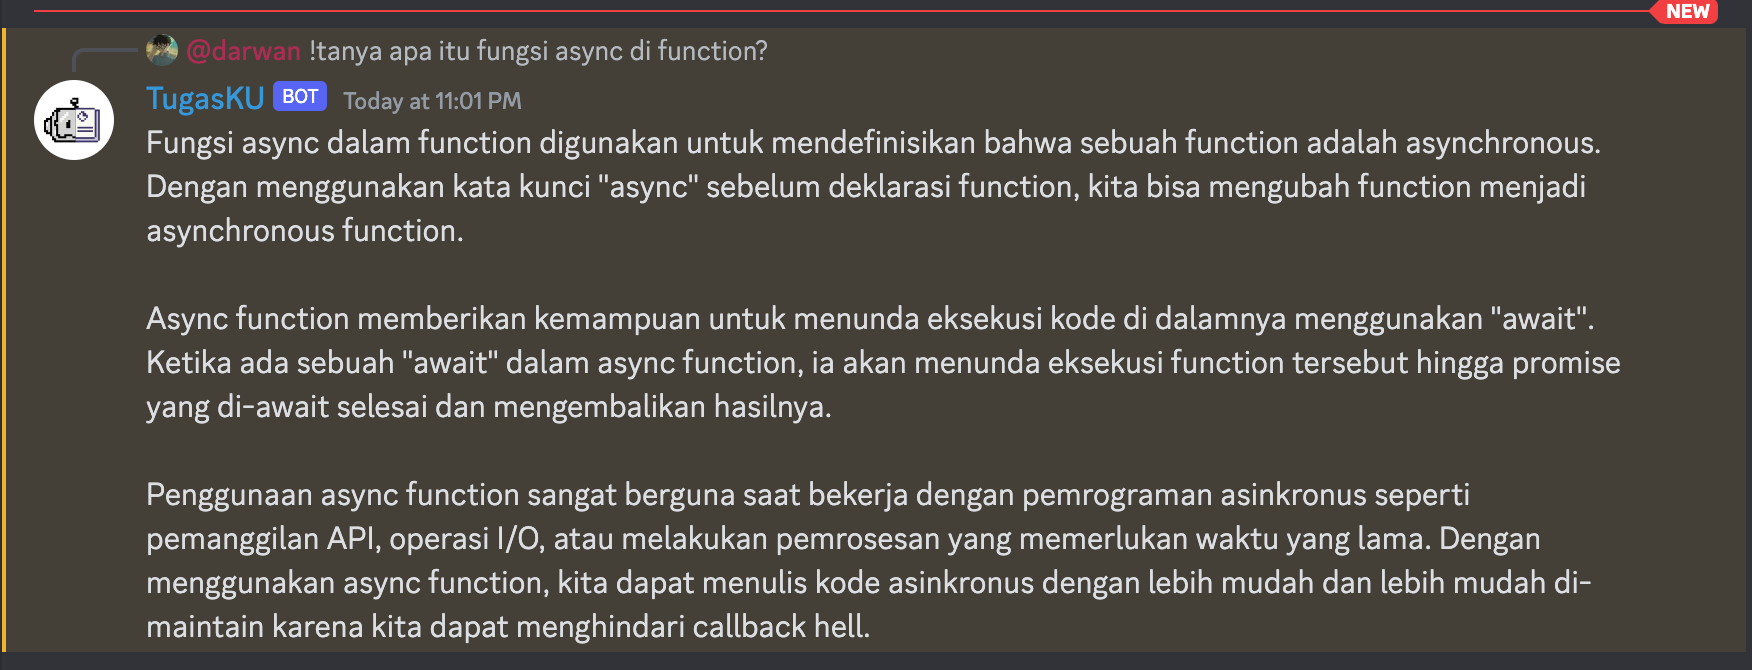 NEW
@darwan !tanya apa itu fungsi async di function?
TugasKU BOT Today at 11:01 PM
Fungsi async dalam function digunakan untuk mendefinisikan bahwa sebuah function adalah asynchronous.
Dengan menggunakan kata kunci "async" sebelum deklarasi function, kita bisa mengubah function menjadi
asynchronous function.
Async function memberikan kemampuan untuk menunda eksekusi kode di dalamnya menggunakan "await".
Ketika ada sebuah "await" dalam async function, ia akan menunda eksekusi function tersebut hingga promise
yang di-await selesai dan mengembalikan hasilnya.
Penggunaan async function sangat berguna saat bekerja dengan pemrograman asinkronus seperti
pemanggilan API, operasi I/O, atau melakukan pemrosesan yang memerlukan waktu yang lama. Dengan
menggunakan async function, kita dapat menulis kode asinkronus dengan lebih mudah dan lebih mudah di-
maintain karena kita dapat menghindari callback hell.